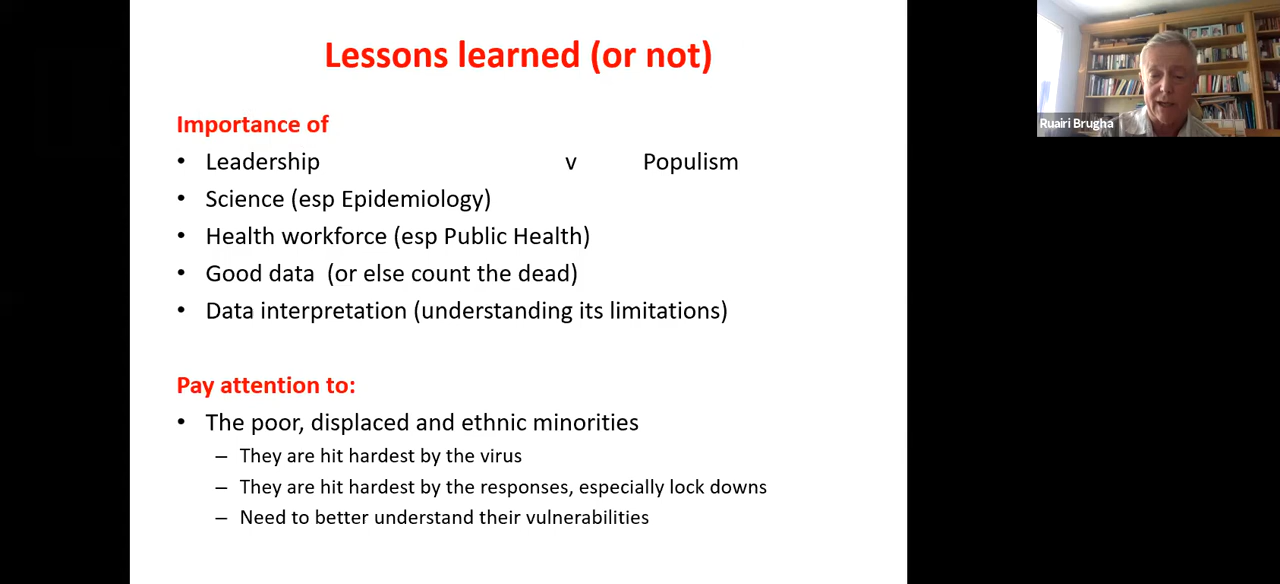 Lessons learned (or not)
Importance of
• Leadership v Populism
• Science (esp Epidemiology)
• Health workforce (esp Public Health)
• Good data (or else count the dead)
• Data interpretation (understanding its limitations)
Pay attention to:
• The poor, displaced and ethnic minorities
– They are hit hardest by the virus
– They are hit hardest by the responses, especially lock downs
– Need to better understand their vulnerabilities
Ruairi Brugha